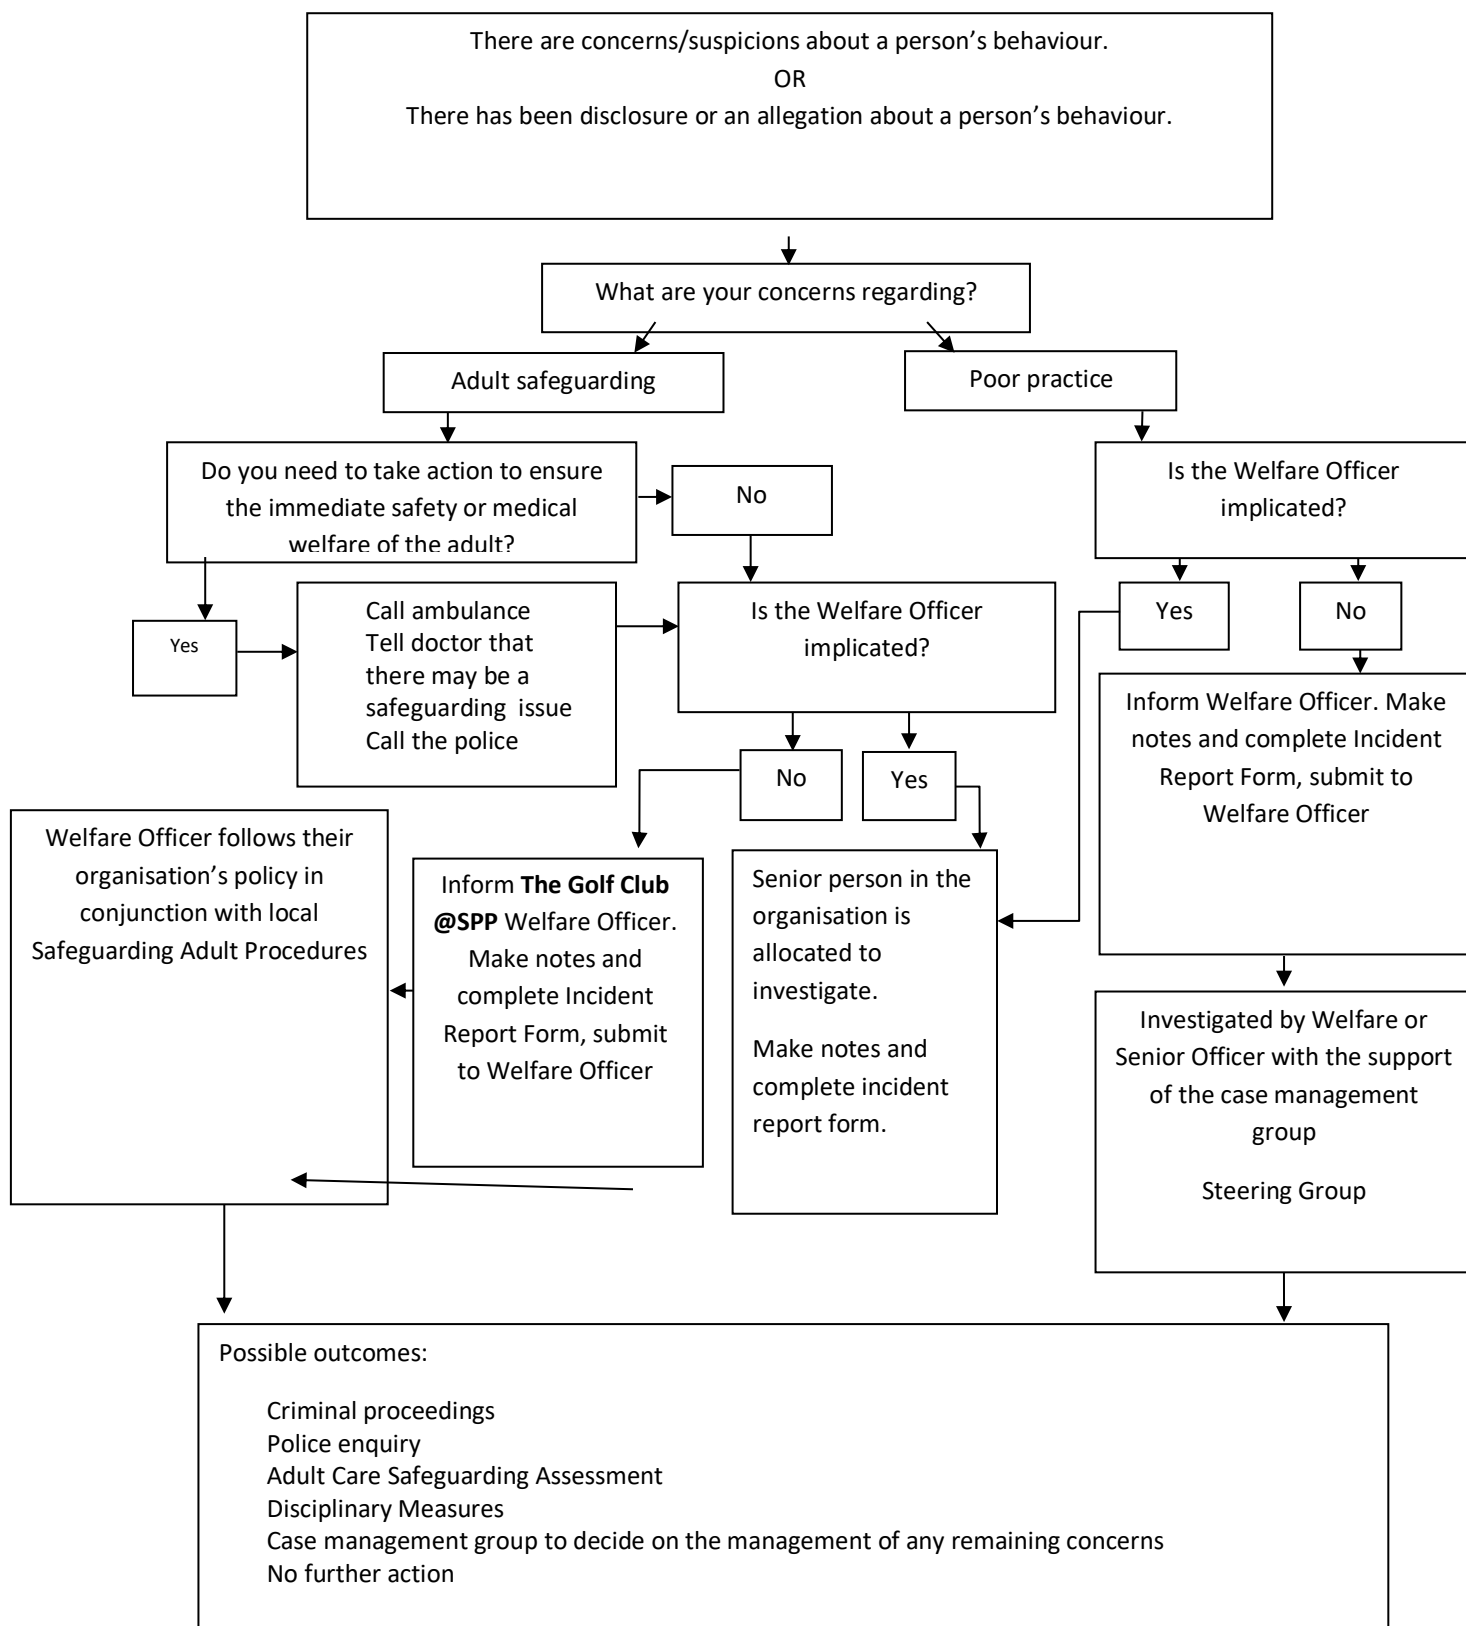 There are concerns/suspicions about a person’s behaviour.
OR
There has been disclosure or an allegation about a person’s behaviour.
What are your concerns regarding?
Adult safeguarding
Poor practice
Do you need to take action to ensure
the immediate safety or medical
welfare of the adult?
No
Is the Welfare Officer
implicated?
Yes
Call ambulance
Tell doctor that
there may be a
safeguarding issue
Call the police
Is the Welfare Officer
implicated?
Yes
No
No
Yes
Inform Welfare Officer. Make
notes and complete Incident
Report Form, submit to
Welfare Officer
Welfare Officer follows their
organisation’s policy in
conjunction with local
Safeguarding Adult Procedures
Inform The Golf Club
@SPP Welfare Officer.
Make notes and
complete Incident
Report Form, submit
to Welfare Officer
Senior person in the
organisation is
allocated to
investigate.
Make notes and
complete incident
report form.
Investigated by Welfare or
Senior Officer with the support
of the case management
group
Steering Group
Possible outcomes:
Criminal proceedings
Police enquiry
Adult Care Safeguarding Assessment
Disciplinary Measures
Case management group to decide on the management of any remaining concerns
No further action